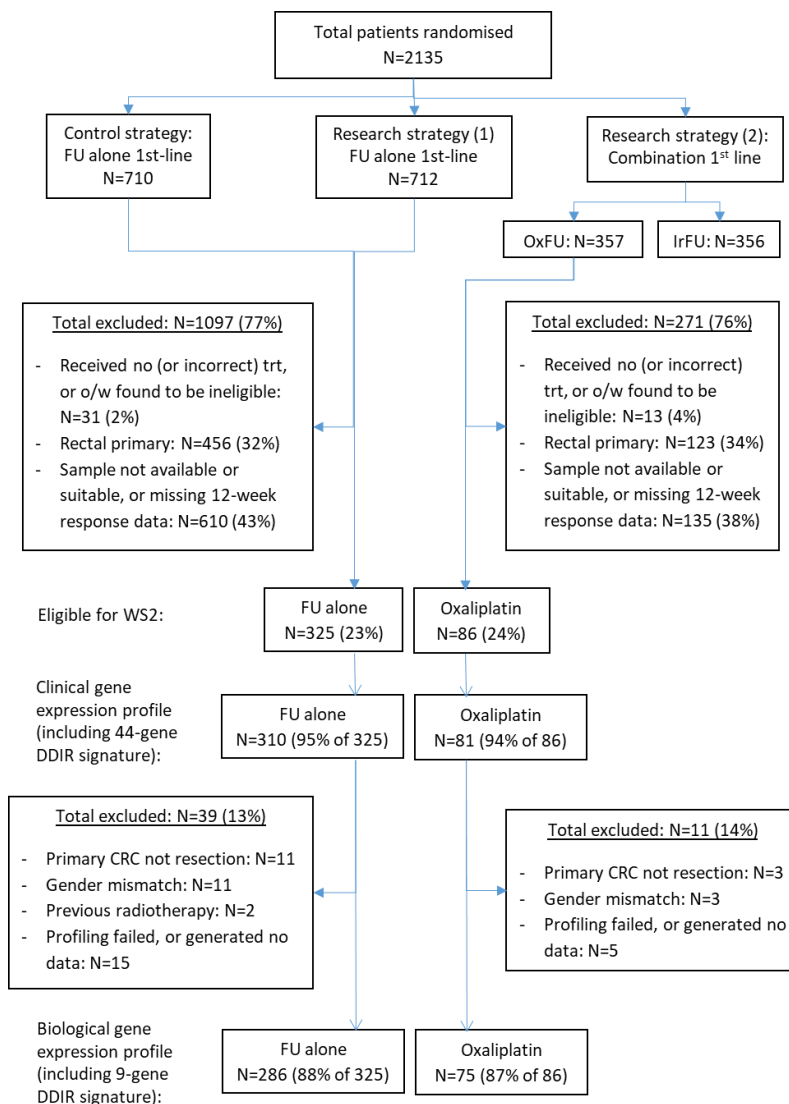 Total patients randomised
N=2135
Control strategy:
FU alone 1st-line
N=710
Research strategy (1)
FU alone 1st-line
N=712
Research strategy (2):
Combination 1st line
OxFU: N=357
IrFU: N=356
Total excluded: N=1097 (77%)
- Received no (or incorrect) trt,
or o/w found to be ineligible:
N=31 (2%)
- Rectal primary: N=456 (32%)
- Sample not available or
suitable, or missing 12-week
response data: N=610 (43%)
Total excluded: N=271 (76%)
- Received no (or incorrect)
trt, or o/w found to be
ineligible: N=13 (4%)
- Rectal primary: N=123 (34%)
- Sample not available or
suitable, or missing 12-week
response data: N=135 (38%)
Eligible for WS2:
FU alone
N=325 (23%)
Oxaliplatin
N=86 (24%)
Clinical gene
expression profile
(including 44-gene
DDIR signature):
FU alone
N=310 (95% of 325)
Oxaliplatin
N=81 (94% of 86)
Total excluded: N=39 (13%)
- Primary CRC not resection: N=11
- Gender mismatch: N=11
- Previous radiotherapy: N=2
- Profiling failed, or generated no
data: N=15
Total excluded: N=11 (14%)
- Primary CRC not resection: N=3
- Gender mismatch: N=3
- Profiling failed, or generated no
data: N=5
Biological gene
expression profile
(including 9-gene
DDIR signature):
FU alone
N=286 (88% of 325)
Oxaliplatin
N=75 (87% of 86)